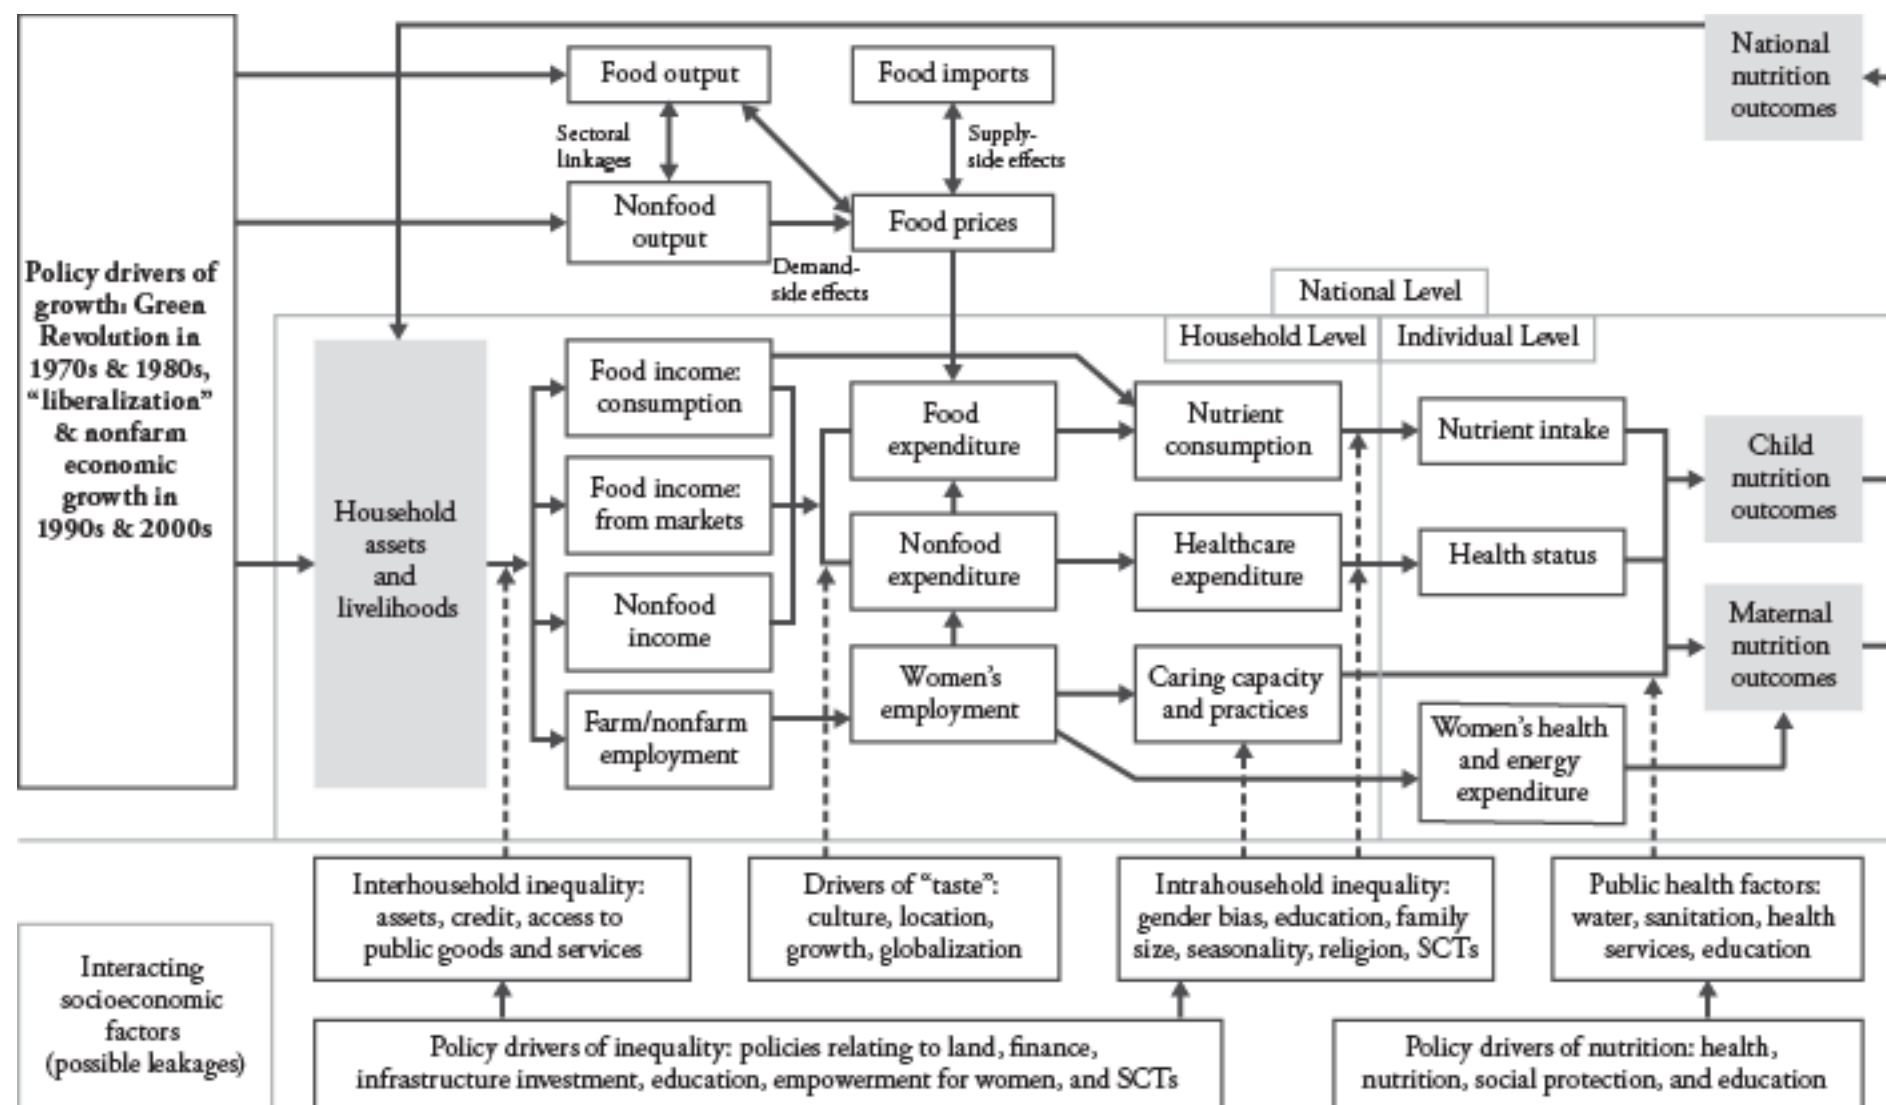 National
nutrition
outcomes
Food output
Food imports
Sectoral
linkages
Supply-
side effects
Nonfood
output
Food prices
Demand-
side effects
Policy drivers of
growth: Green
Revolution in
1970s & 1980s,
“liberalization”
& nonfarm
economic
growth in
1990s & 2000s
National Level
Household Level
Individual Level
Household
assets
and
livelihoods
Food income:
consumption
Food income:
from markets
Nonfood
income
Farm/nonfarm
employment
Food
expenditure
Nonfood
expenditure
Women’s
employment
Nutrient
consumption
Healthcare
expenditure
Caring capacity
and practices
Nutrient intake
Health status
Women’s health
and energy
expenditure
Child
nutrition
outcomes
Maternal
nutrition
outcomes
Interhousehold inequality:
assets, credit, access to
public goods and services
Drivers of “taste”:
culture, location,
growth, globalization
Intrahousehold inequality:
gender bias, education, family
size, seasonality, religion, SCTs
Public health factors:
water, sanitation, health
services, education
Interacting
socioeconomic
factors
(possible leakages)
Policy drivers of inequality: policies relating to land, finance,
infrastructure investment, education, empowerment for women, and SCTs
Policy drivers of nutrition: health,
nutrition, social protection, and education